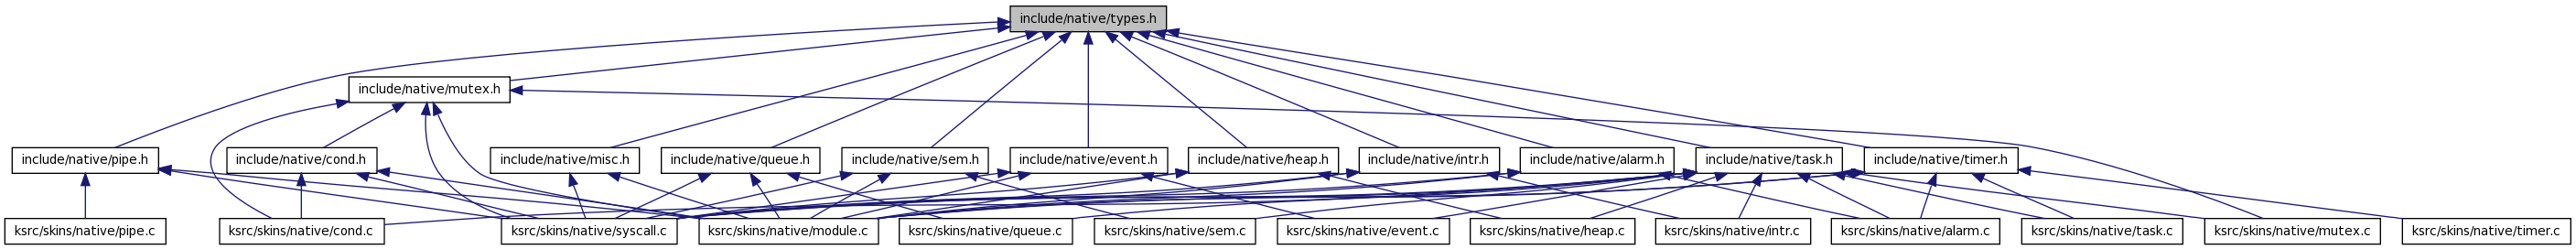 include/native/types.h
include/native/mutex.h
include/native/pipe.h
include/native/cond.h
include/native/misc.h
include/native/queue.h
include/native/sem.h
include/native/event.h
include/native/heap.h
include/native/intr.h
include/native/alarm.h
include/native/task.h
include/native/timer.h
ksrc/skins/native/pipe.c
ksrc/skins/native/cond.c
ksrc/skins/native/syscall.c
ksrc/skins/native/module.c
ksrc/skins/native/queue.c
ksrc/skins/native/sem.c
ksrc/skins/native/event.c
ksrc/skins/native/heap.c
ksrc/skins/native/intr.c
ksrc/skins/native/alarm.c
ksrc/skins/native/task.c
ksrc/skins/native/mutex.c
ksrc/skins/native/timer.c